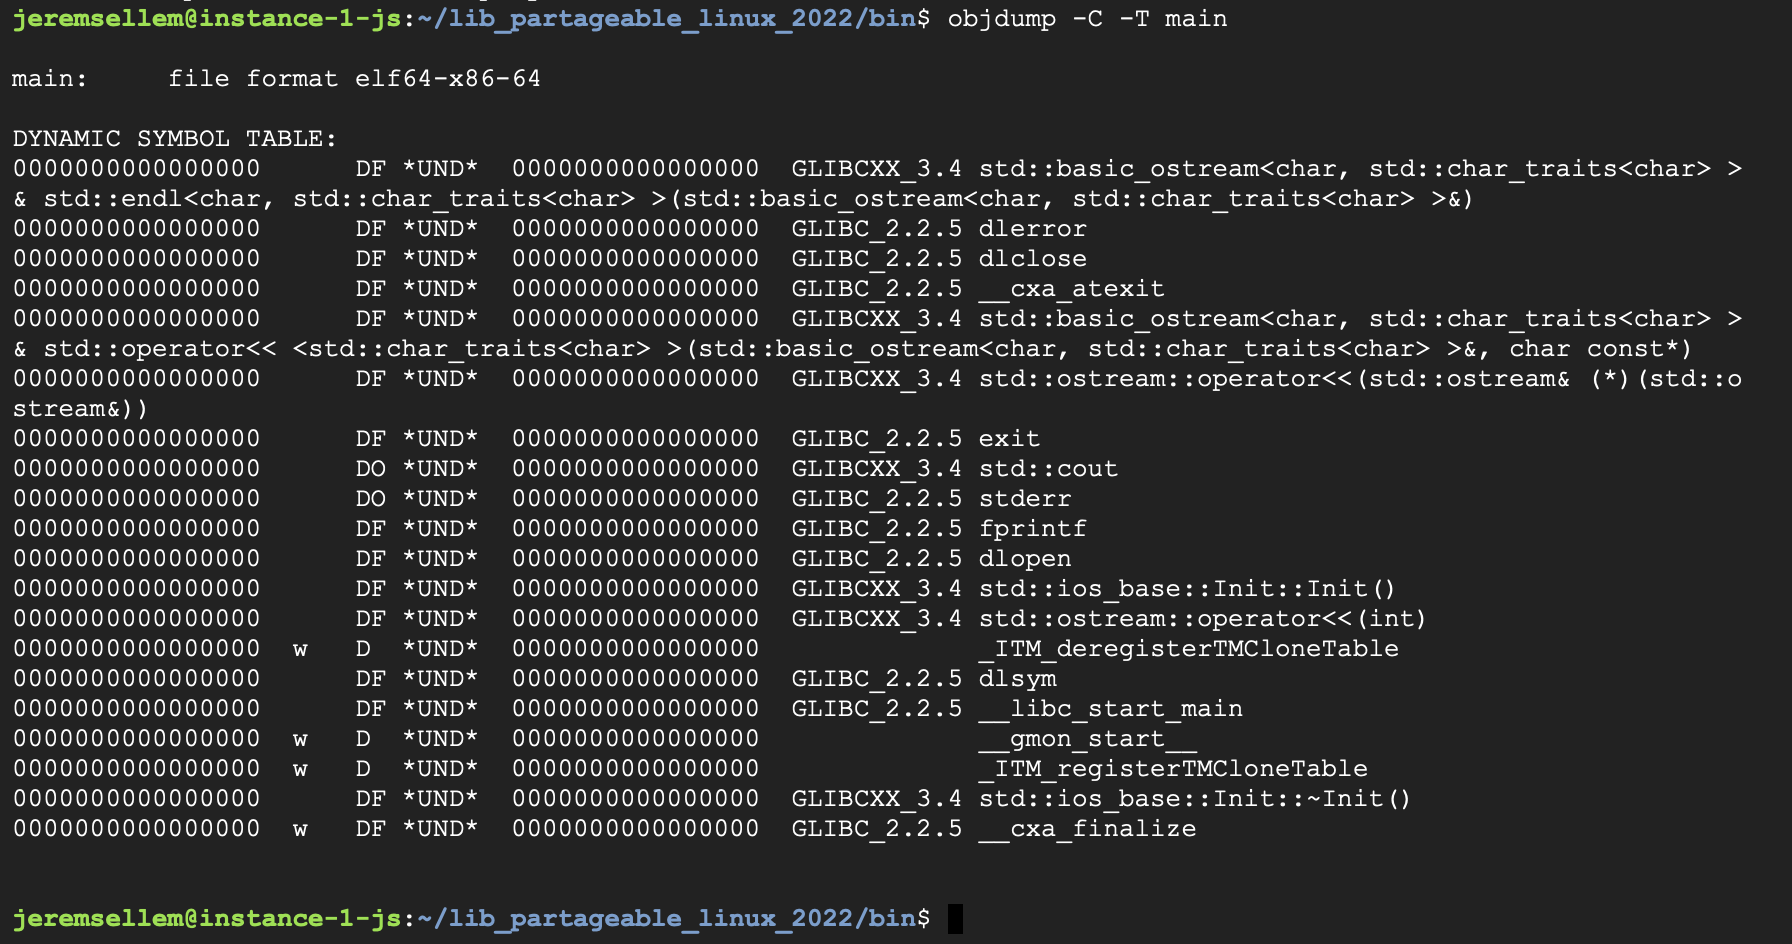 jeremsellem@instance-1-js:~/lib_partageable_linux_2022/bin$ objdump -C -T main
main:     file format elf64-x86-64
DYNAMIC SYMBOL TABLE:
0000000000000000      DF *UND*  0000000000000000  GLIBCXX_3.4 std::basic_ostream<char, std::char_traits<char> >
& std::endl<char, std::char_traits<char> >(std::basic_ostream<char, std::char_traits<char> >&)
0000000000000000      DF *UND*  0000000000000000  GLIBC_2.2.5 dlerror
0000000000000000      DF *UND*  0000000000000000  GLIBC_2.2.5 dlclose
0000000000000000      DF *UND*  0000000000000000  GLIBC_2.2.5 __cxa_atexit
0000000000000000      DF *UND*  0000000000000000  GLIBCXX_3.4 std::basic_ostream<char, std::char_traits<char> >
& std::operator<< <std::char_traits<char> >(std::basic_ostream<char, std::char_traits<char> >&, char const*)
0000000000000000      DF *UND*  0000000000000000  GLIBCXX_3.4 std::ostream::operator<<(std::ostream& (*)(std::o
stream&))
0000000000000000      DF *UND*  0000000000000000  GLIBC_2.2.5 exit
0000000000000000      DO *UND*  0000000000000000  GLIBCXX_3.4 std::cout
0000000000000000      DO *UND*  0000000000000000  GLIBC_2.2.5 stderr
0000000000000000      DF *UND*  0000000000000000  GLIBC_2.2.5 fprintf
0000000000000000      DF *UND*  0000000000000000  GLIBC_2.2.5 dlopen
0000000000000000      DF *UND*  0000000000000000  GLIBCXX_3.4 std::ios_base::Init::Init()
0000000000000000      DF *UND*  0000000000000000  GLIBCXX_3.4 std::ostream::operator<<(int)
0000000000000000  w   D  *UND*  0000000000000000              _ITM_deregisterTMCloneTable
0000000000000000      DF *UND*  0000000000000000  GLIBC_2.2.5 dlsym
0000000000000000      DF *UND*  0000000000000000  GLIBC_2.2.5 __libc_start_main
0000000000000000  w   D  *UND*  0000000000000000              __gmon_start__
0000000000000000  w   D  *UND*  0000000000000000              _ITM_registerTMCloneTable
0000000000000000      DF *UND*  0000000000000000  GLIBCXX_3.4 std::ios_base::Init::~Init()
0000000000000000  w   DF *UND*  0000000000000000  GLIBC_2.2.5 __cxa_finalize
jeremsellem@instance-1-js:~/lib_partageable_linux_2022/bin$